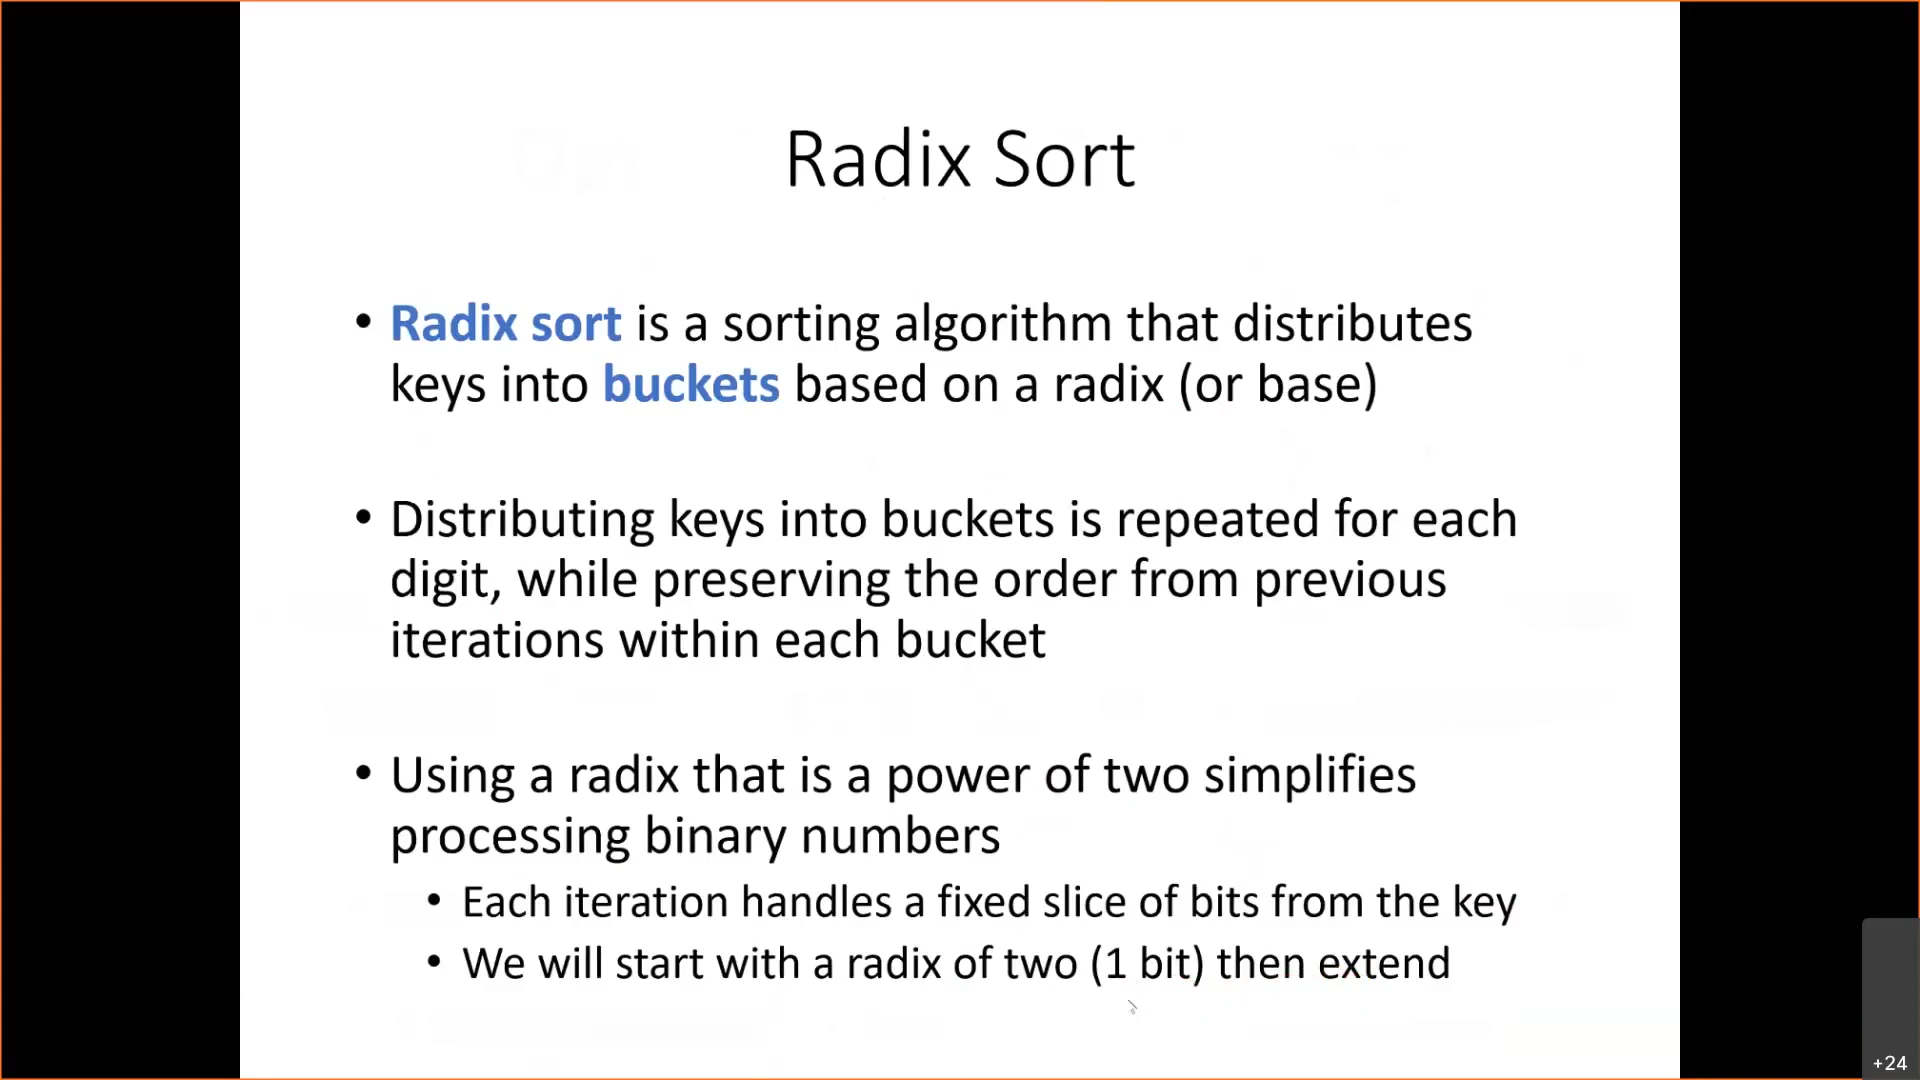 Radix Sort
• Radix sort is a sorting algorithm that distributes
keys into buckets based on a radix (or base)
• Distributing keys into buckets is repeated for each
digit, while preserving the order from previous
iterations within each bucket
• Using a radix that is a power of two simplifies
processing binary numbers
• Each iteration handles a fixed slice of bits from the key
• We will start with a radix of two (1 bit) then extend
+24